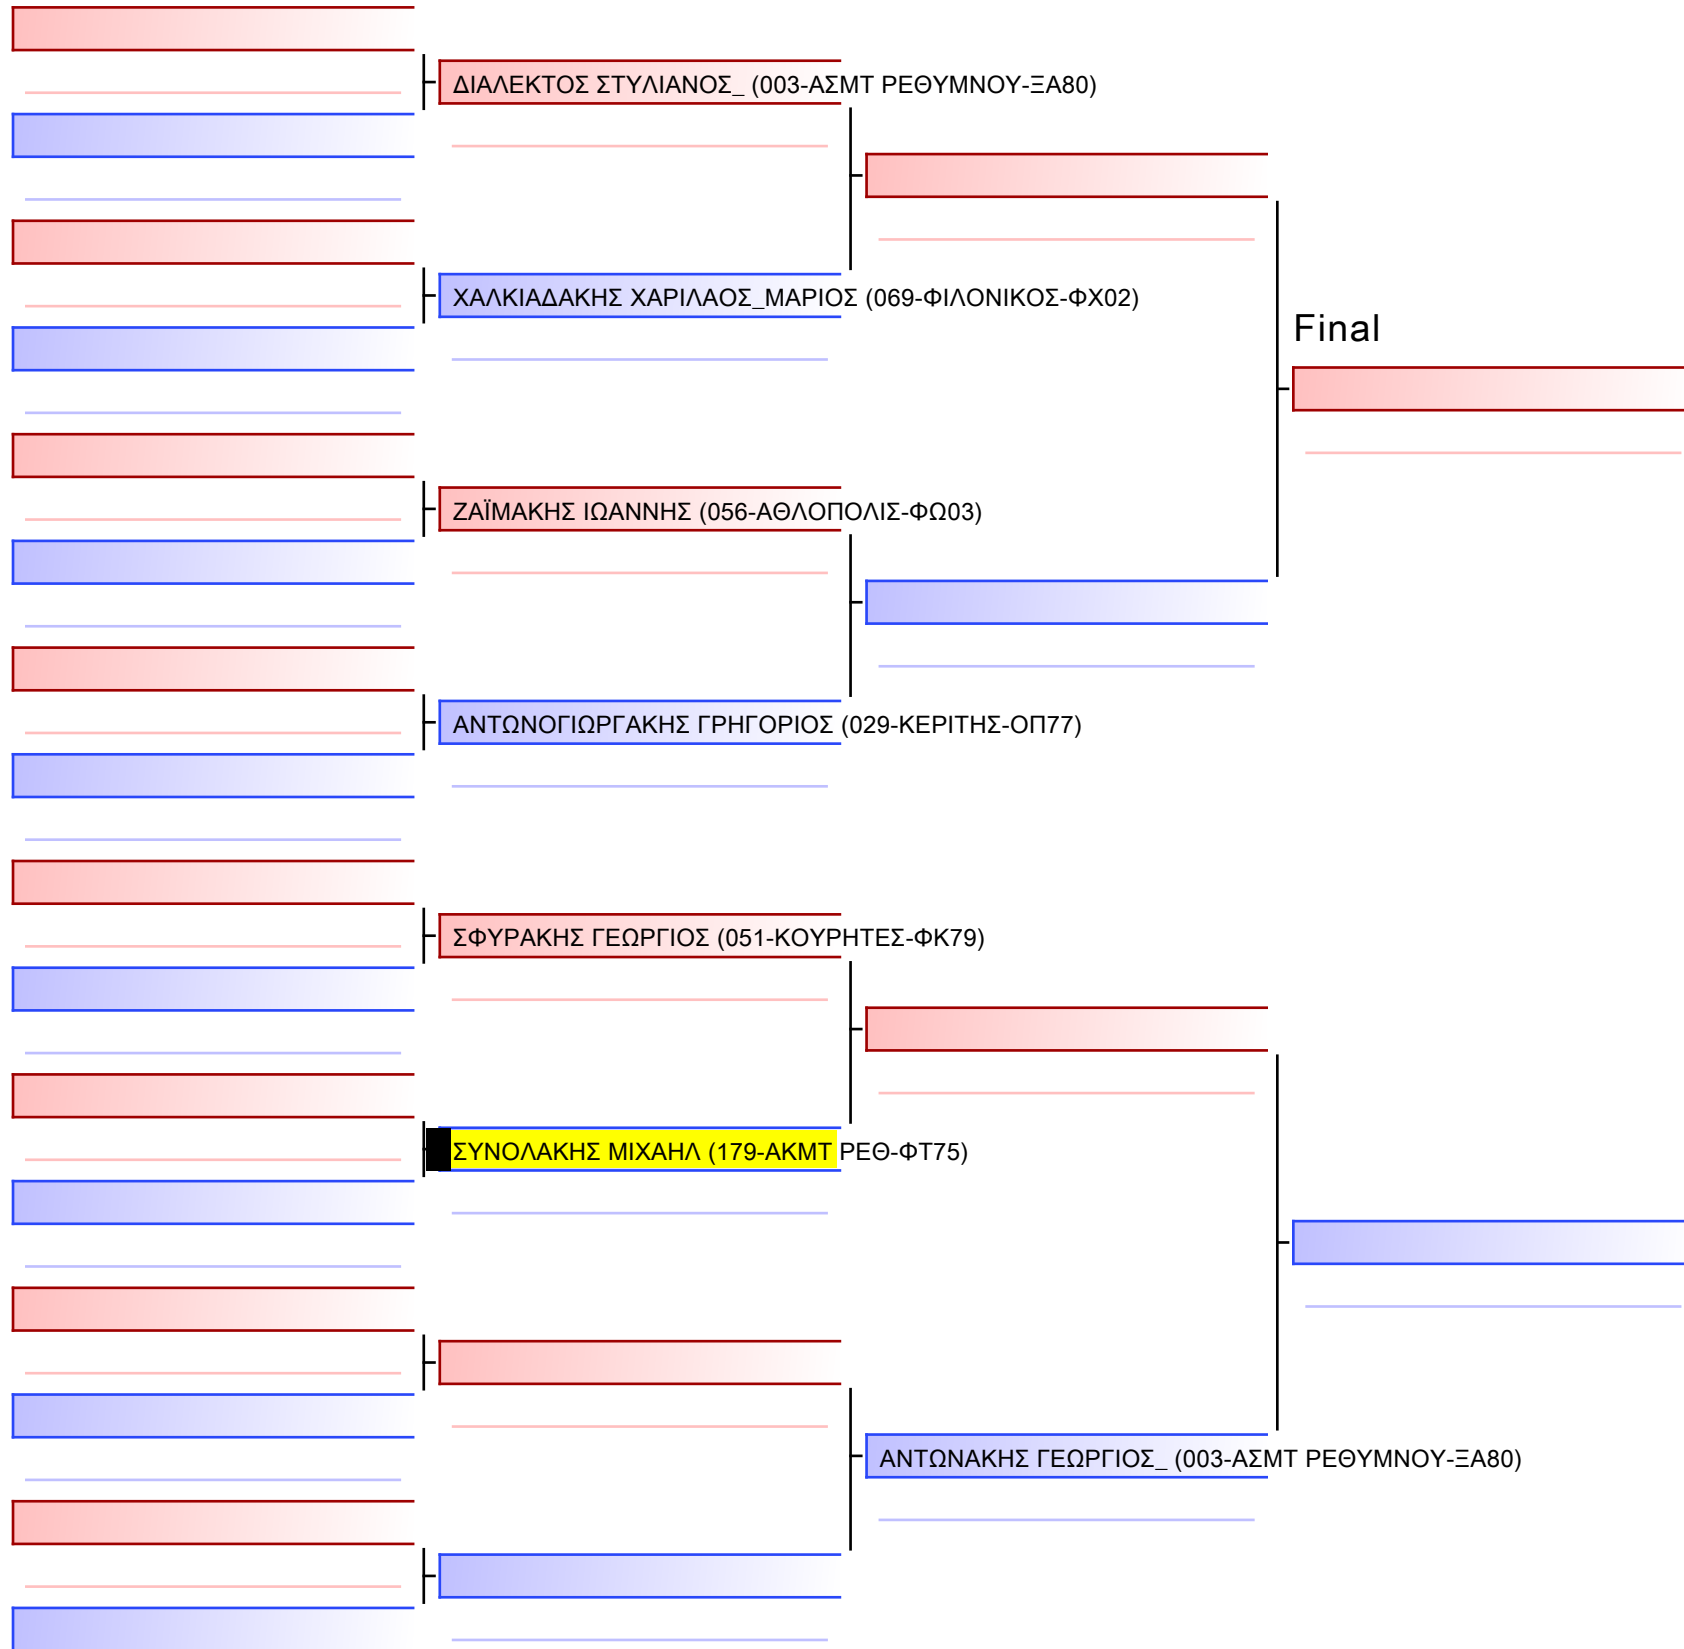 ΔΙΑΛΕΚΤΟΣ ΣΤΥΛΙΑΝΟΣ_ (003-ΑΣΜΤ ΡΕΘΥΜΝΟΥ-ΞΑ80)
ΧΑΛΚΙΑΔΑΚΗΣ ΧΑΡΙΛΑΟΣ_ΜΑΡΙΟΣ (069-ΦΙΛΟΝΙΚΟΣ-ΦΧ02)
Final
ΖΑΪΜΑΚΗΣ ΙΩΑΝΝΗΣ (056-ΑΘΛΟΠΟΛΙΣ-ΦΩ03)
ΑΝΤΩΝΟΓΙΩΡΓΑΚΗΣ ΓΡΗΓΟΡΙΟΣ (029-ΚΕΡΙΤΗΣ-ΟΠ77)
ΣΦΥΡΑΚΗΣ ΓΕΩΡΓΙΟΣ (051-ΚΟΥΡΗΤΕΣ-ΦΚ79)
ΣΥΝΟΛΑΚΗΣ ΜΙΧΑΗΛ (179-ΑΚΜΤ ΡΕΘ-ΦΤ75)
ΑΝΤΩΝΑΚΗΣ ΓΕΩΡΓΙΟΣ_ (003-ΑΣΜΤ ΡΕΘΥΜΝΟΥ-ΞΑ80)